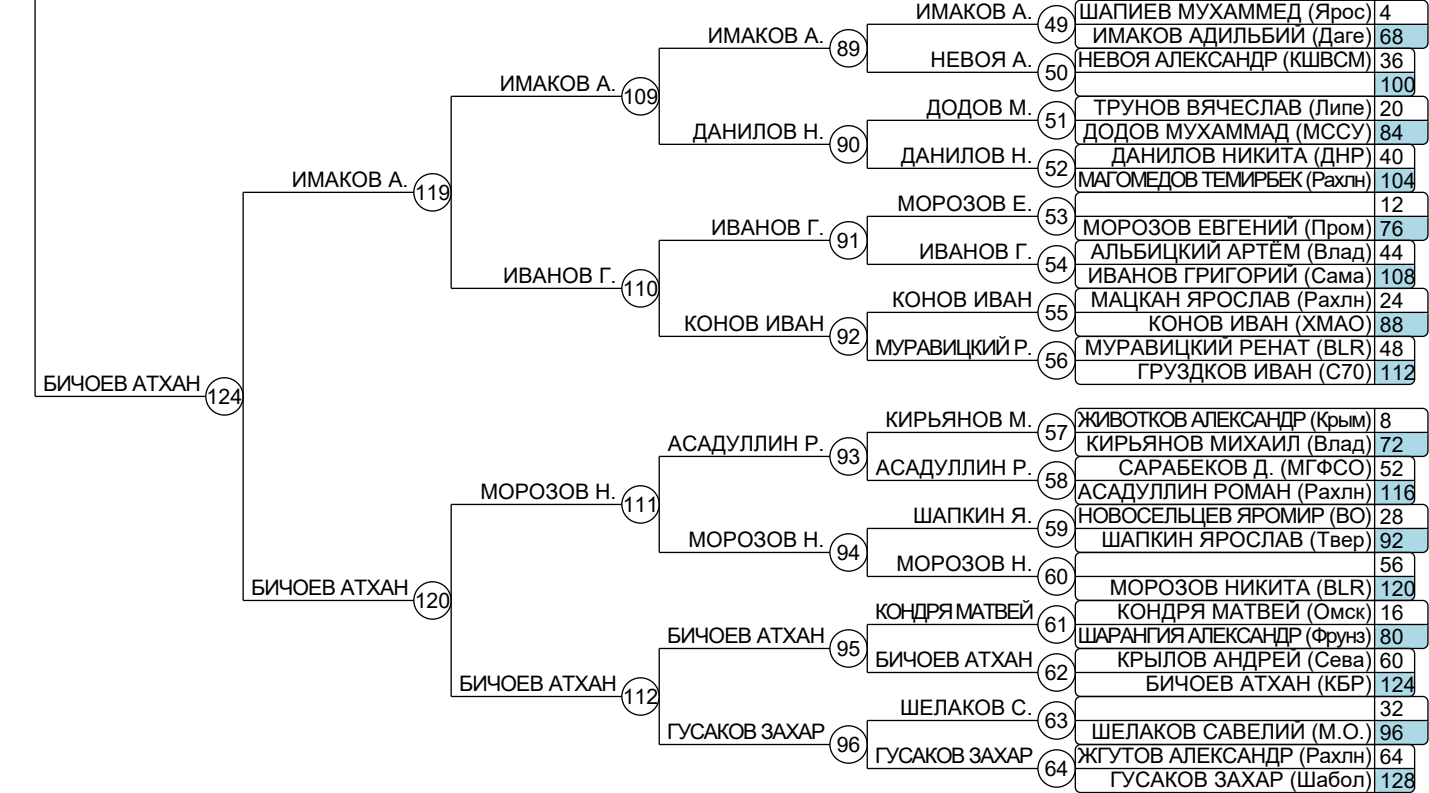 ИМАКОВ А. 49 ШАПИЕВ МУХАММЕД (Ярос) 4
ИМАКОВ А. 89 ИМАКОВ АДИЛЬБИЙ (Даге) 68
НЕВОЯ А. 50 НЕВОЯ АЛЕКСАНДР (КШВСМ) 36
ИМАКОВ А. 109 100
ДОДОВ М. 51 ТРУНОВ ВЯЧЕСЛАВ (Липе) 20
ДАНИЛОВ Н. 90 ДОДОВ МУХАММАД (МССУ) 84
ДАНИЛОВ Н. 52 ДАНИЛОВ НИКИТА (ДНР) 40
ИМАКОВ А. 119 МАГОМЕДОВ ТЕМИРБЕК (Рахлн) 104
МОРОЗОВ Е. 53 12
ИВАНОВ Г. 91 МОРОЗОВ ЕВГЕНИЙ (Пром) 76
ИВАНОВ Г. 54 АЛЬБИЦКИЙ АРТЁМ (Влад) 44
ИВАНОВ Г. 110 ИВАНОВ ГРИГОРИЙ (Сама) 108
КОНОВ ИВАН 55 МАЦКАН ЯРОСЛАВ (Рахлн) 24
КОНОВ ИВАН 92 КОНОВ ИВАН (ХМАО) 88
МУРАВИЦКИЙ Р. 56 МУРАВИЦКИЙ РЕНАТ (BLR) 48
ГРУЗДКОВ ИВАН (С70) 112
БИЧОЕВ АТХАН 124
КИРЬЯНОВ М. 57 ЖИВОТКОВ АЛЕКСАНДР (Крым) 8
АСАДУЛЛИН Р. 93 КИРЬЯНОВ МИХАИЛ (Влад) 72
АСАДУЛЛИН Р. 58 САРАБЕКОВ Д. (МГФСО) 52
МОРОЗОВ Н. 111 АСАДУЛЛИН РОМАН (Рахлн) 116
ШАПКИН Я. 59 НОВОСЕЛЬЦЕВ ЯРОМИР (ВО) 28
МОРОЗОВ Н. 94 ШАПКИН ЯРОСЛАВ (Твер) 92
МОРОЗОВ Н. 60 56
БИЧОЕВ АТХАН 120 МОРОЗОВ НИКИТА (BLR) 120
КОНДРЯ МАТВЕЙ 61 КОНДРЯ МАТВЕЙ (Омск) 16
БИЧОЕВ АТХАН 95 ШАРАНГИЯ АЛЕКСАНДР (Фрунз) 80
БИЧОЕВ АТХАН 62 КРЫЛОВ АНДРЕЙ (Сева) 60
БИЧОЕВ АТХАН 112 БИЧОЕВ АТХАН (КБР) 124
ШЕЛАКОВ С. 63 32
ГУСАКОВ ЗАХАР 96 ШЕЛАКОВ САВЕЛИЙ (М.О.) 96
ГУСАКОВ ЗАХАР 64 ЖГУТОВ АЛЕКСАНДР (Рахлн) 64
ГУСАКОВ ЗАХАР (Шабол) 128